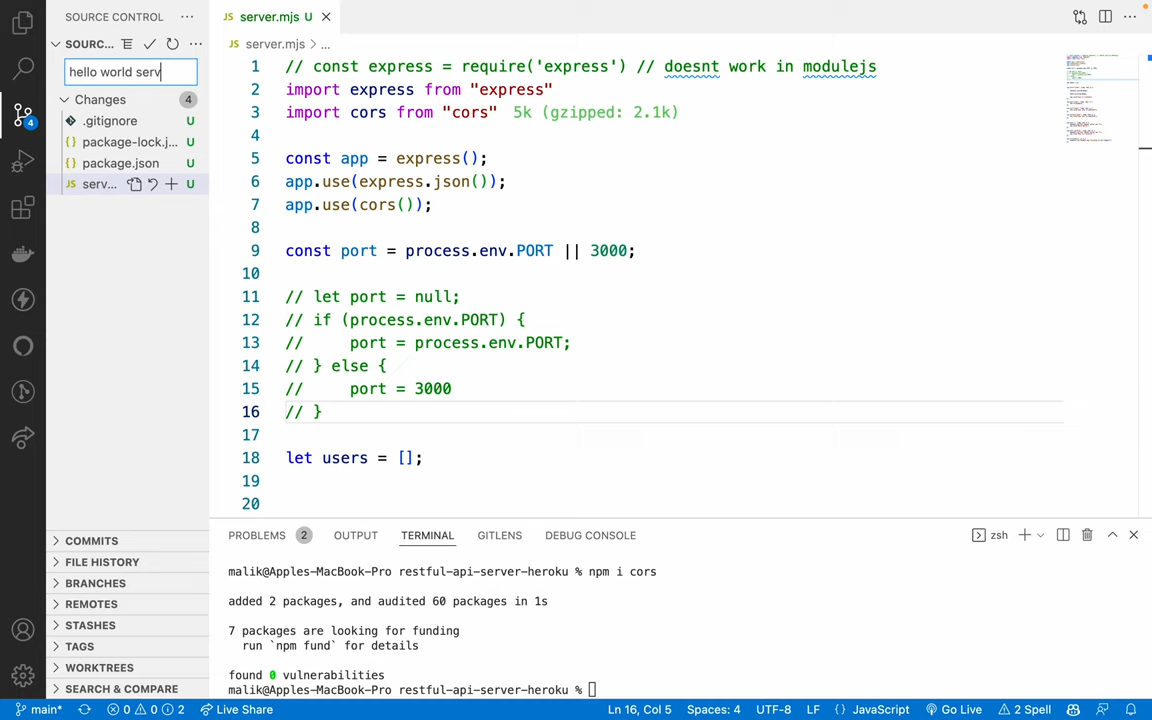 SOURCE CONTROL
SOURC...
hello world serv
Changes 4
.gitignore U
package-lock.j... U
package.json U
JS serv... U
4
COMMITS
FILE HISTORY
BRANCHES
REMOTES
STASHES
TAGS
WORKTREES
SEARCH & COMPARE
JS server.mjs U
JS server.mjs > ...
1 // const express = require('express') // doesnt work in modulejs
2 import express from "express"
3 import cors from "cors" 5k (gzipped: 2.1k)
4
5 const app = express();
6 app.use(express.json());
7 app.use(cors());
8
9 const port = process.env.PORT || 3000;
10
11 // let port = null;
12 // if (process.env.PORT) {
13 //     port = process.env.PORT;
14 // } else {
15 //     port = 3000
16 // }
17
18 let users = [];
19
20
PROBLEMS 2 OUTPUT TERMINAL GITLENS DEBUG CONSOLE zsh
malik@Apples-MacBook-Pro restful-api-server-heroku % npm i cors
added 2 packages, and audited 60 packages in 1s
7 packages are looking for funding
run `npm fund` for details
found 0 vulnerabilities
malik@Apples-MacBook-Pro restful-api-server-heroku %
main* 0 0 2 Live Share Ln 16, Col 5 Spaces: 4 UTF-8 LF {} JavaScript Go Live 2 Spell